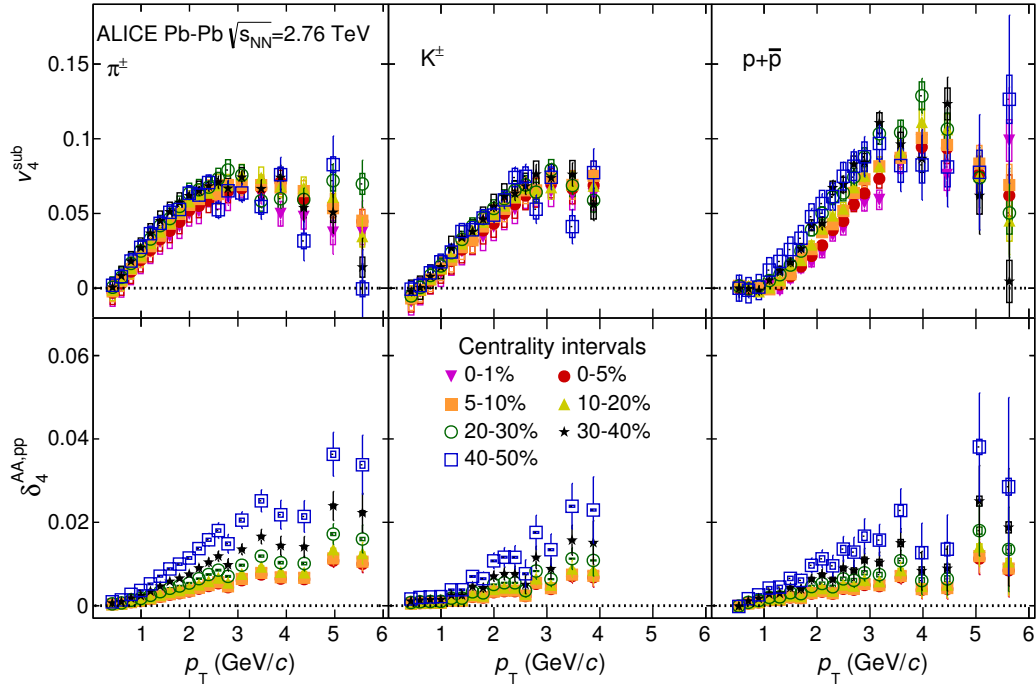 ALICE Pb-Pb √sNN=2.76 TeV
π±
K±
p+p̅
v4sub
0.15
0.1
0.05
0
δ4AA,pp
0.06
0.04
0.02
0
Centrality intervals
0-1%
0-5%
5-10%
10-20%
20-30%
30-40%
40-50%
1 2 3 4 5 6
1 2 3 4 5 6
1 2 3 4 5 6
pT (GeV/c)
pT (GeV/c)
pT (GeV/c)